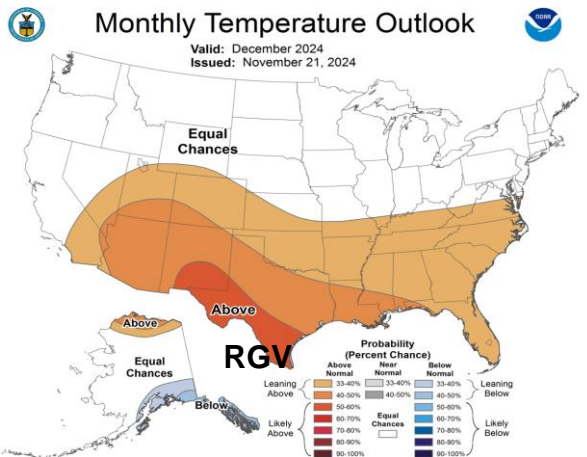 Monthly Temperature Outlook
NOAA
Valid: December 2024
Issued: November 21, 2024
Equal
Chances
Above
RGV
Above
Equal
Chances
Below
Probability
(Percent Chance)
Above Normal
Near Normal
Below Normal
Leaning Above
33-40%
40-50%
Likely Above
50-60%
60-70%
70-80%
80-90%
90-100%
33-40%
40-50%
Equal
Chances
33-40%
40-50%
Leaning Below
50-60%
60-70%
70-80%
80-90%
90-100%
Likely Below